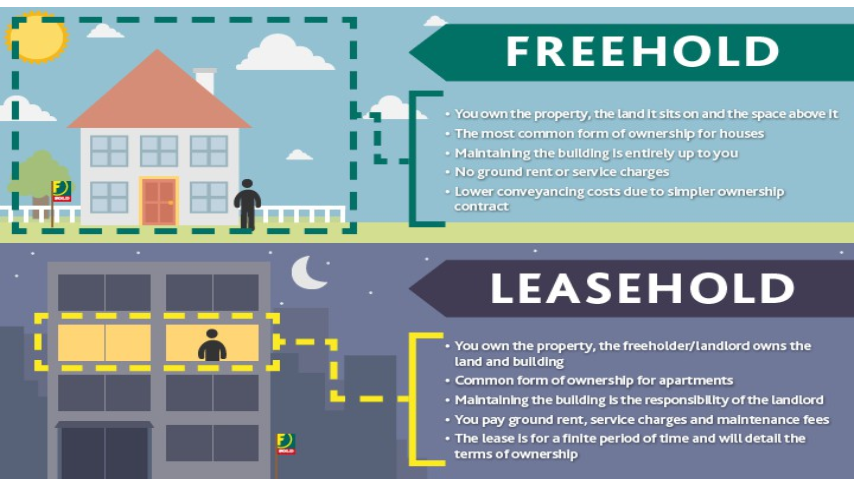 FREEHOLD
• You own the property, the land it sits on and the space above it
• The most common form of ownership for houses
• Maintaining the building is entirely up to you
• No ground rent or service charges
• Lower conveyancing costs due to simpler ownership
contract
LEASEHOLD
• You own the property, the freeholder/landlord owns the
land and building
• Common form of ownership for apartments
• Maintaining the building is the responsibility of the landlord
• You pay ground rent, service charges and maintenance fees
• The lease is for a finite period of time and will detail the
terms of ownership